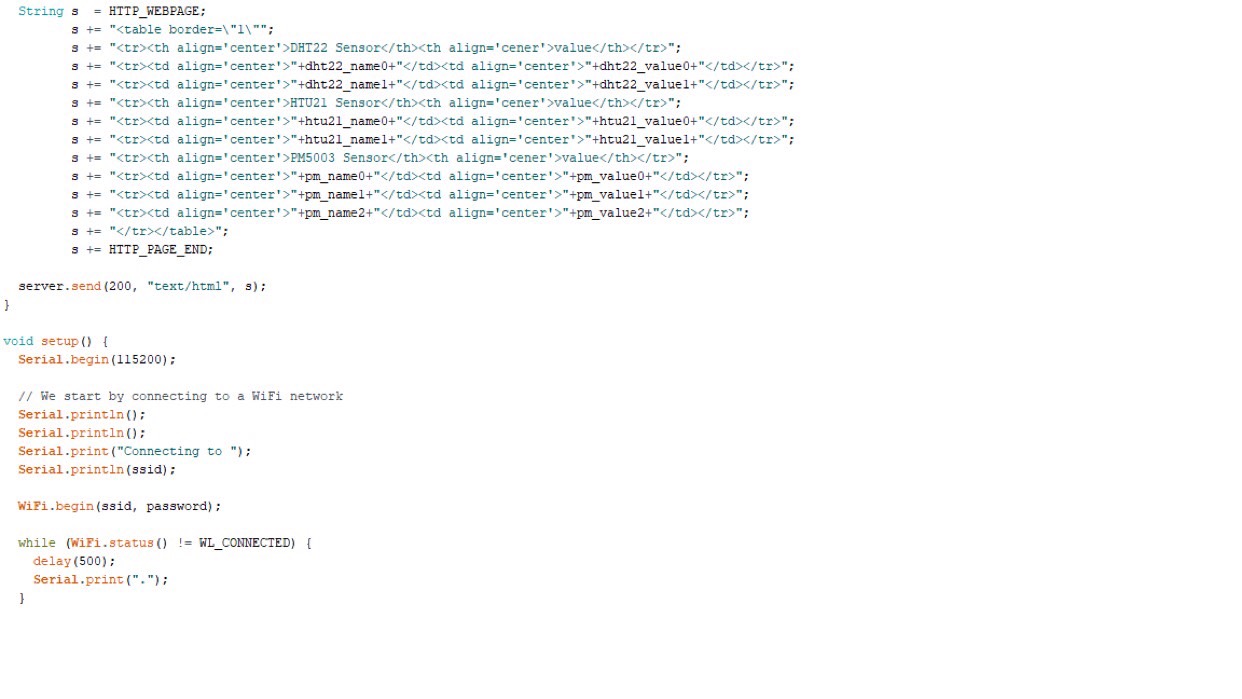 String s  = HTTP_WEBPAGE;
s += "<table border=\"1\"";
s += "<tr><th align='center'>DHT22 Sensor</th><th align='cener'>value</th></tr>";
s += "<tr><td align='center'>"+dht22_name0+"</td><td align='center'>"+dht22_value0+"</td></tr>";
s += "<tr><td align='center'>"+dht22_name1+"</td><td align='center'>"+dht22_value1+"</td></tr>";
s += "<tr><th align='center'>HTU21 Sensor</th><th align='cener'>value</th></tr>";
s += "<tr><td align='center'>"+htu21_name0+"</td><td align='center'>"+htu21_value0+"</td></tr>";
s += "<tr><td align='center'>"+htu21_name1+"</td><td align='center'>"+htu21_value1+"</td></tr>";
s += "<tr><th align='center'>PM5003 Sensor</th><th align='cener'>value</th></tr>";
s += "<tr><td align='center'>"+pm_name0+"</td><td align='center'>"+pm_value0+"</td></tr>";
s += "<tr><td align='center'>"+pm_name1+"</td><td align='center'>"+pm_value1+"</td></tr>";
s += "<tr><td align='center'>"+pm_name2+"</td><td align='center'>"+pm_value2+"</td></tr>";
s += "</tr></table>";
s += HTTP_PAGE_END;
server.send(200, "text/html", s);
}
void setup() {
Serial.begin(115200);
// We start by connecting to a WiFi network
Serial.println();
Serial.println();
Serial.print("Connecting to ");
Serial.println(ssid);
WiFi.begin(ssid, password);
while (WiFi.status() != WL_CONNECTED) {
delay(500);
Serial.print(".");
}